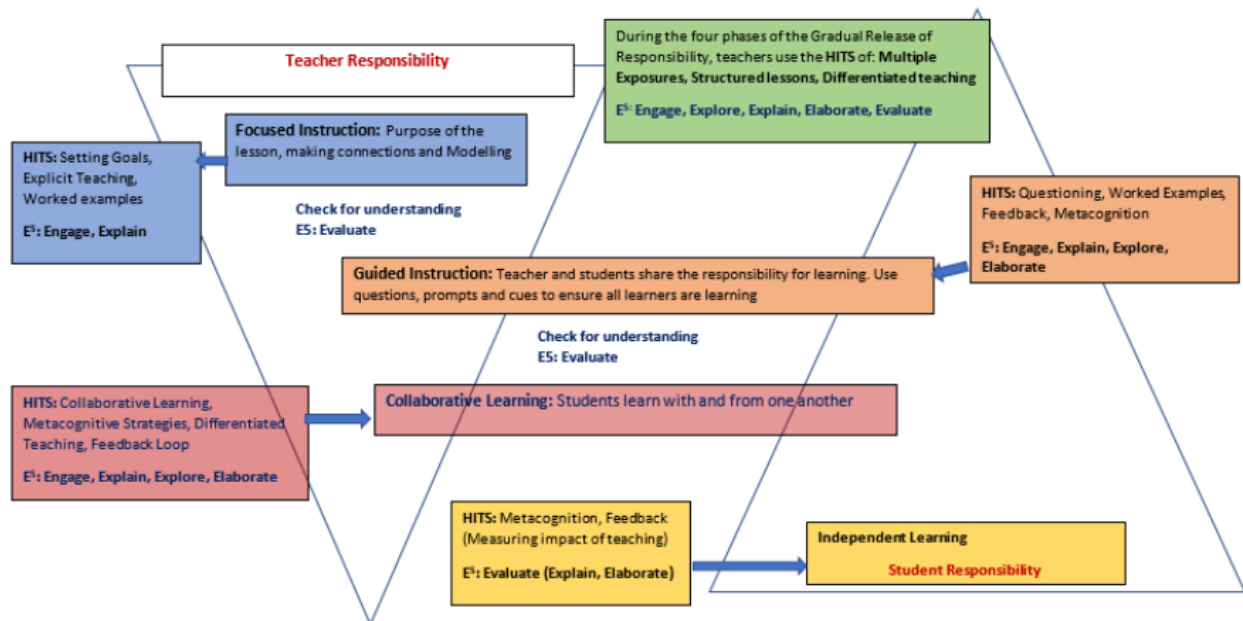 Teacher Responsibility
During the four phases of the Gradual Release of
Responsibility, teachers use the HITS of: Multiple
Exposures, Structured lessons, Differentiated teaching
E⁵: Engage, Explore, Explain, Elaborate, Evaluate
Focused Instruction: Purpose of the
lesson, making connections and Modelling
HITS: Setting Goals,
Explicit Teaching,
Worked examples
E⁵: Engage, Explain
Check for understanding
E5: Evaluate
HITS: Questioning, Worked Examples,
Feedback, Metacognition
E⁵: Engage, Explain, Explore,
Elaborate
Guided Instruction: Teacher and students share the responsibility for learning. Use
questions, prompts and cues to ensure all learners are learning
Check for understanding
E5: Evaluate
HITS: Collaborative Learning,
Metacognitive Strategies, Differentiated
Teaching, Feedback Loop
E⁵: Engage, Explain, Explore, Elaborate
Collaborative Learning: Students learn with and from one another
HITS: Metacognition, Feedback
(Measuring impact of teaching)
E⁵: Evaluate (Explain, Elaborate)
Independent Learning
Student Responsibility